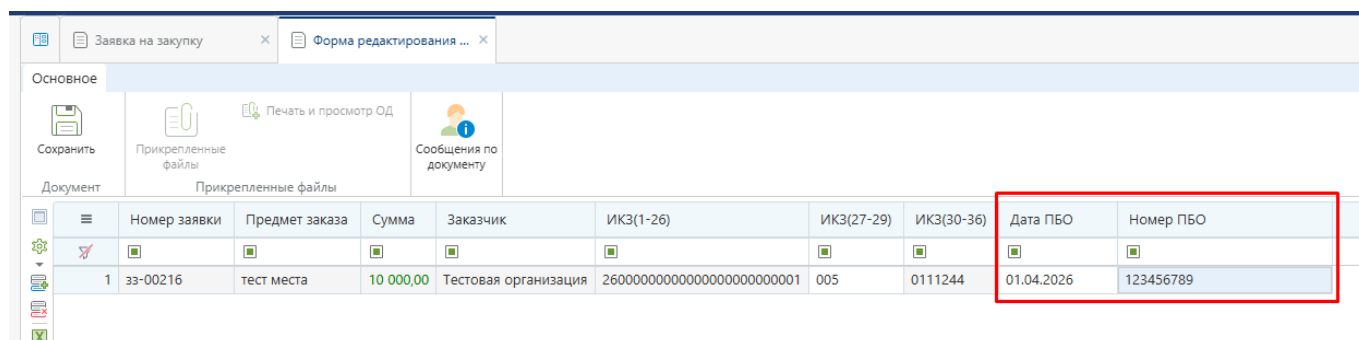 Заявка на закупку
Форма редактирования ...
Основное
Сохранить
Прикрепленные файлы
Печать и просмотр ОД
Сообщения по документу
Документ
Прикрепленные файлы
Номер заявки Предмет заказа Сумма Заказчик ИКЗ(1-26) ИКЗ(27-29) ИКЗ(30-36) Дата ПБО Номер ПБО
1 зз-00216 тест места 10 000,00 Тестовая организация 26000000000000000000000001 005 0111244 01.04.2026 123456789